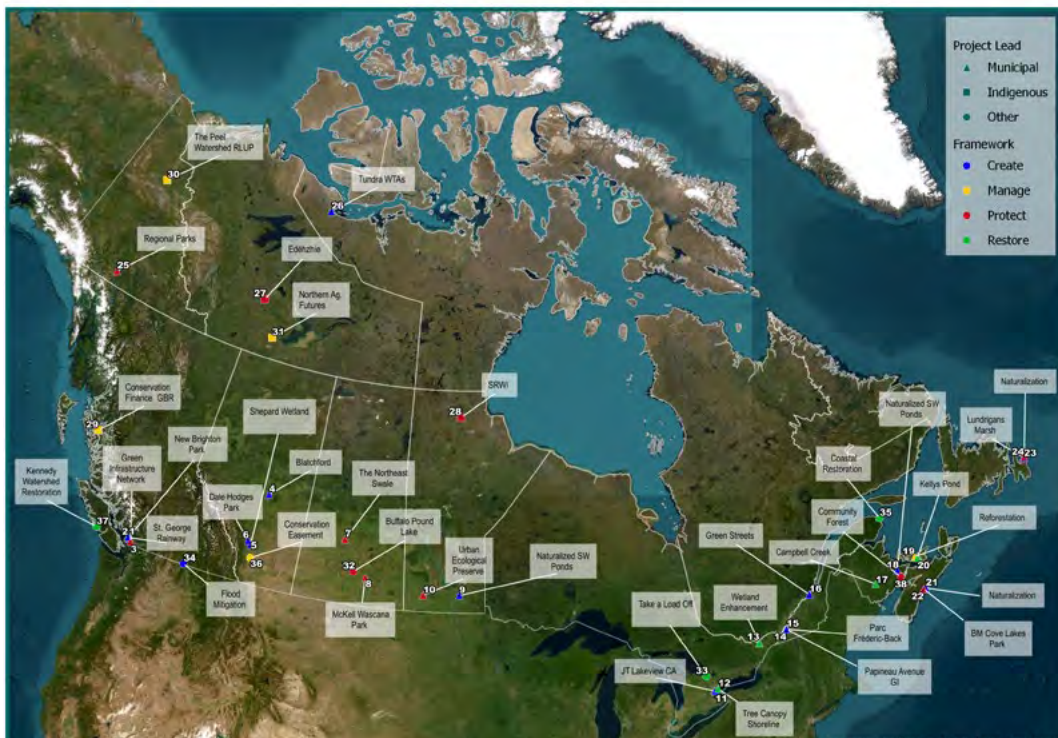 Project Lead
Municipal
Indigenous
Other
Framework
Create
Manage
Protect
Restore
The Peel
Watershed RLUP
30
Tundra WTAs
26
Regional Parks
25
Edéhzhíe
27
Northern Ag.
Futures
31
SRWI
28
Conservation
Finance GBR
29
Green
Infrastructure
Network
New Brighton
Park
Shepard Wetland
Blatchford
4
Kennedy
Watershed
Restoration
37
St. George
Rainway
2
1
3
Dale Hodges
Park
6
5
Conservation
Easement
36
34
Flood
Mitigation
The Northeast
Swale
7
Buffalo Pound
Lake
32
8
McKell Wascana
Park
Urban
Ecological
Preserve
10
Naturalized SW
Ponds
9
Naturalization
Lundrigans
Marsh
24
23
Naturalized SW
Ponds
Coastal
Restoration
35
Kellys Pond
Community
Forest
Reforestation
Green Streets
Campbell Creek
16
17
18
19
20
38
21
22
Naturalization
BM Cove Lakes
Park
Wetland
Enhancement
13
14
15
Parc
Fréderic-Back
Papineau Avenue
GI
Take a Load Off
33
JT Lakeview CA
12
11
Tree Canopy
Shoreline